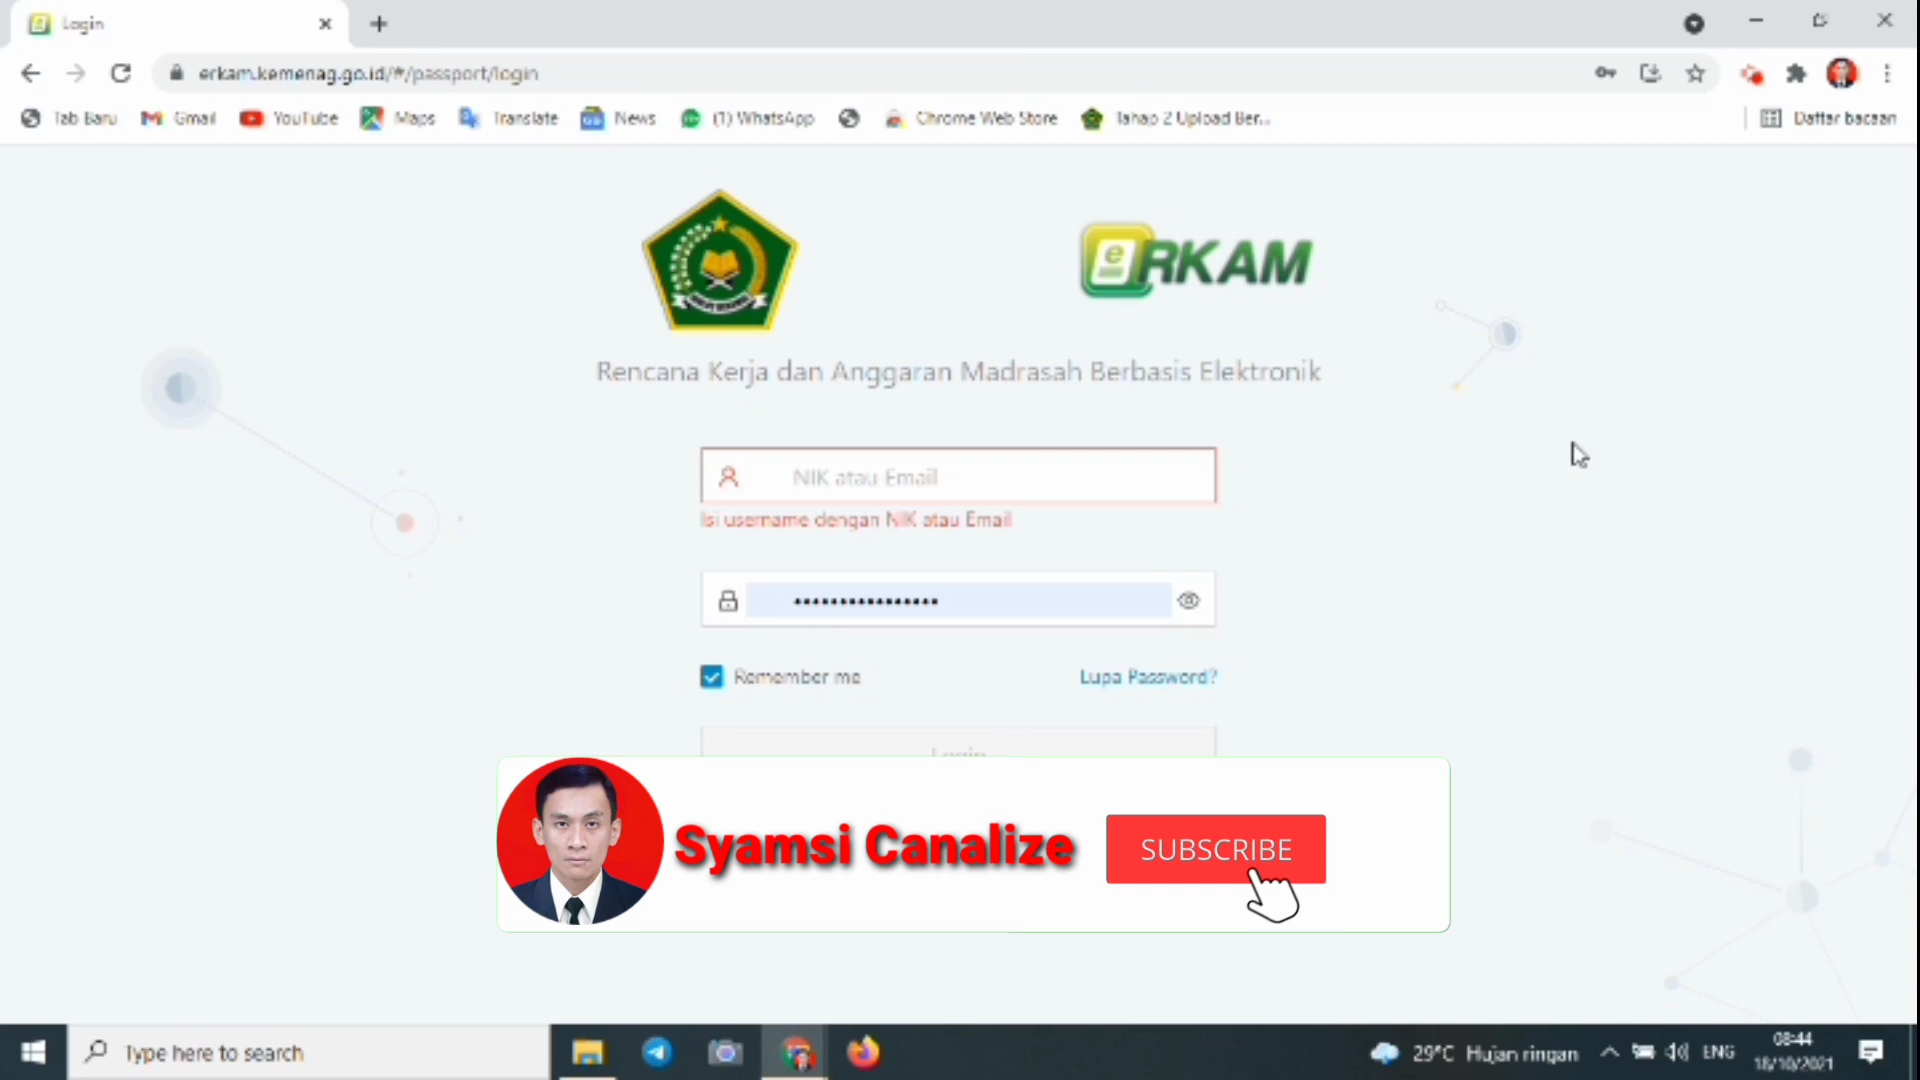 Login
erkam.kemenag.go.id/#/passport/login
Tab Baru Gmail YouTube Maps Translate News (1) WhatsApp Chrome Web Store Tahap 2 Upload Ber... Daftar bacaan
eRKAM
Rencana Kerja dan Anggaran Madrasah Berbasis Elektronik
NIK atau Email
Isi username dengan NIK atau Email
••••••••••••••••
Remember me Lupa Password?
Login
Syamsi Canalize SUBSCRIBE
Type here to search 29°C Hujan ringan ENG 08:44
18/10/2021